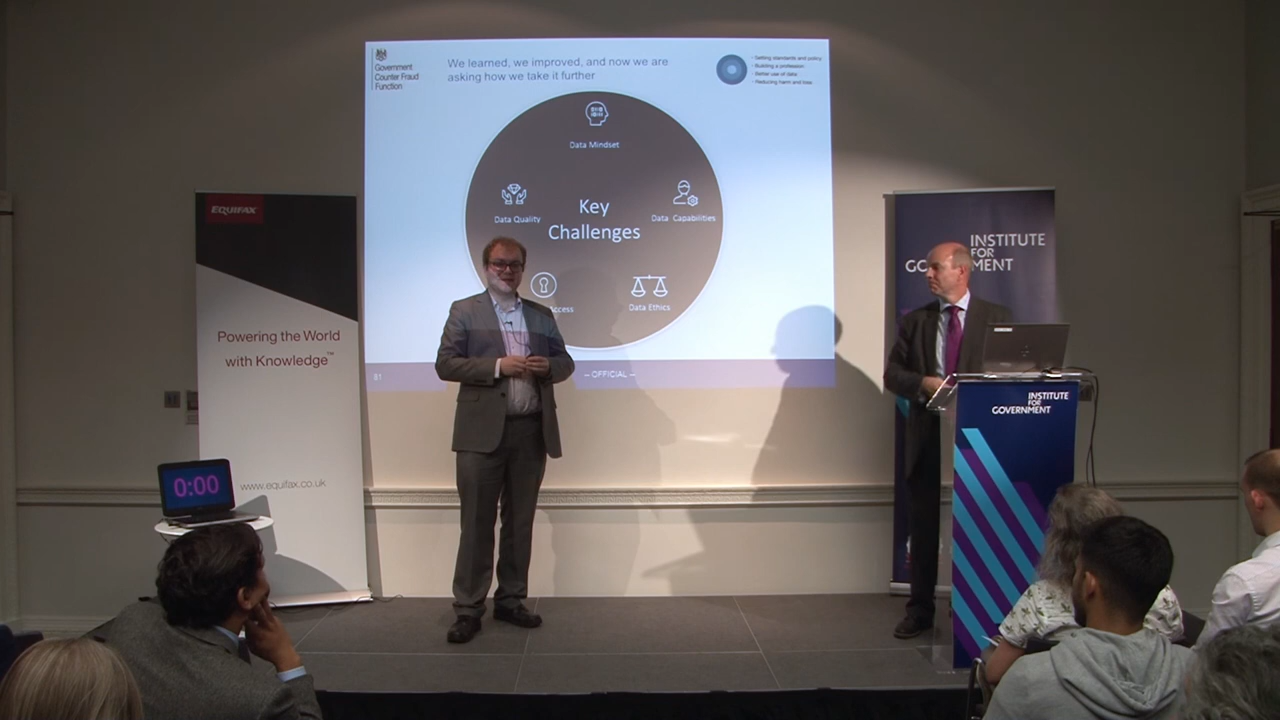 Government
Counter Fraud
Function
We learned, we improved, and now we are
asking how we take it further
- Setting standards and policy
- Building a profession
- Better use of data
- Reducing harm and loss
Data Mindset
Data Quality
Data Capabilities
Key
Challenges
Data Ethics
81
– OFFICIAL –
EQUIFAX
Powering the World
with Knowledge™
www.equifax.co.uk
0:00
INSTITUTE
FOR
INSTITUTE
FOR
GOVERNMENT